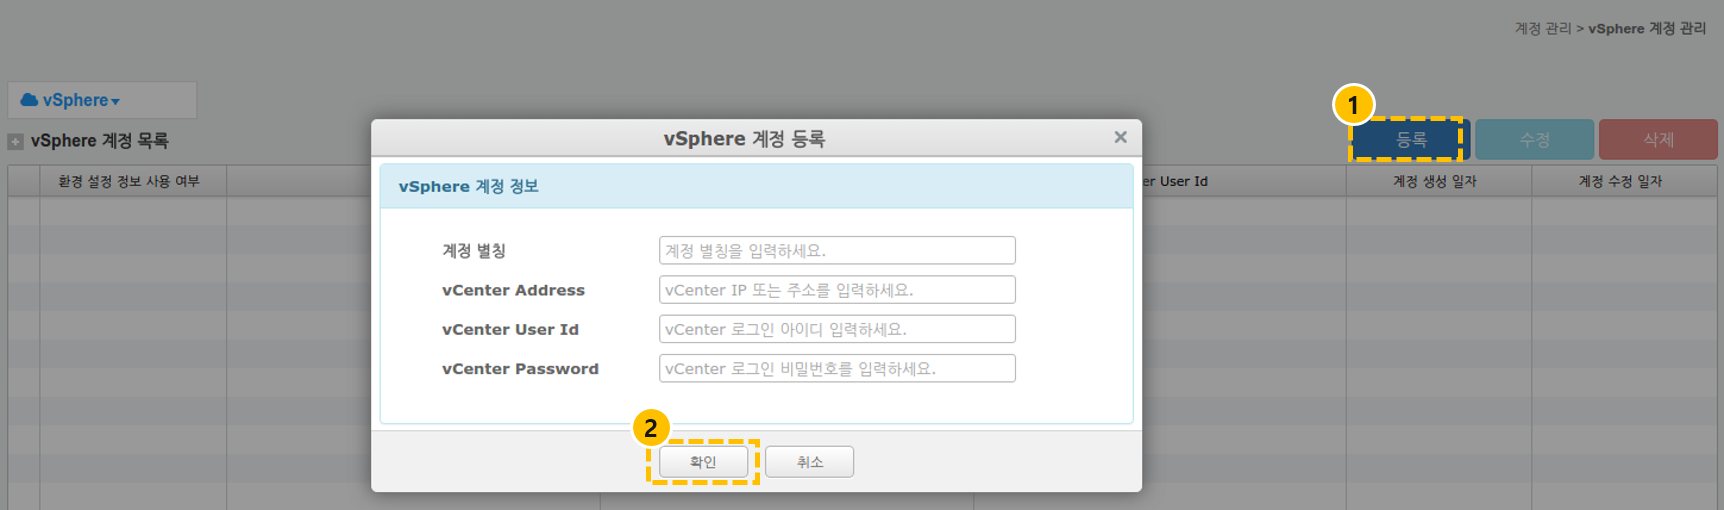 계정 관리 > vSphere 계정 관리
vSphere
1
vSphere 계정 목록
등록
수정
삭제
환경 설정 정보 사용 여부
er User Id
계정 생성 일자
계정 수정 일자
vSphere 계정 등록
×
vSphere 계정 정보
계정 별칭
계정 별칭을 입력하세요.
vCenter Address
vCenter IP 또는 주소를 입력하세요.
vCenter User Id
vCenter 로그인 아이디 입력하세요.
vCenter Password
vCenter 로그인 비밀번호를 입력하세요.
2
확인
취소